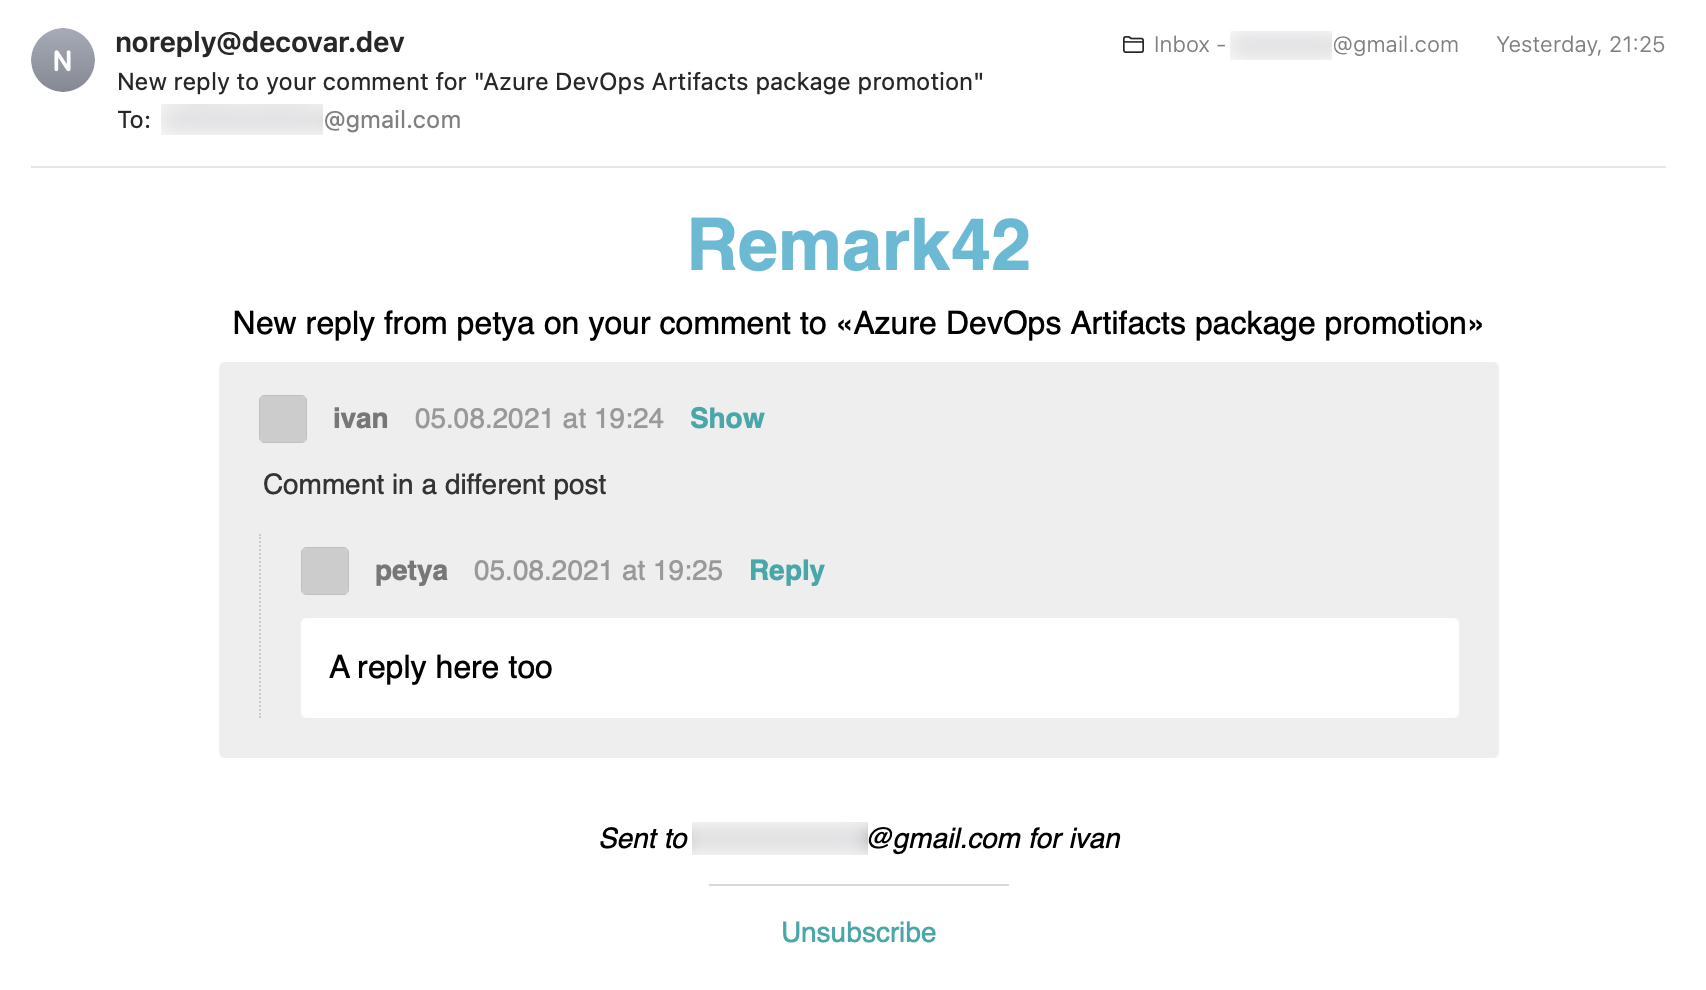 N
noreply@decovar.dev
Inbox - @gmail.com Yesterday, 21:25
New reply to your comment for "Azure DevOps Artifacts package promotion"
To: @gmail.com
Remark42
New reply from petya on your comment to «Azure DevOps Artifacts package promotion»
ivan 05.08.2021 at 19:24 Show
Comment in a different post
petya 05.08.2021 at 19:25 Reply
A reply here too
Sent to @gmail.com for ivan
Unsubscribe